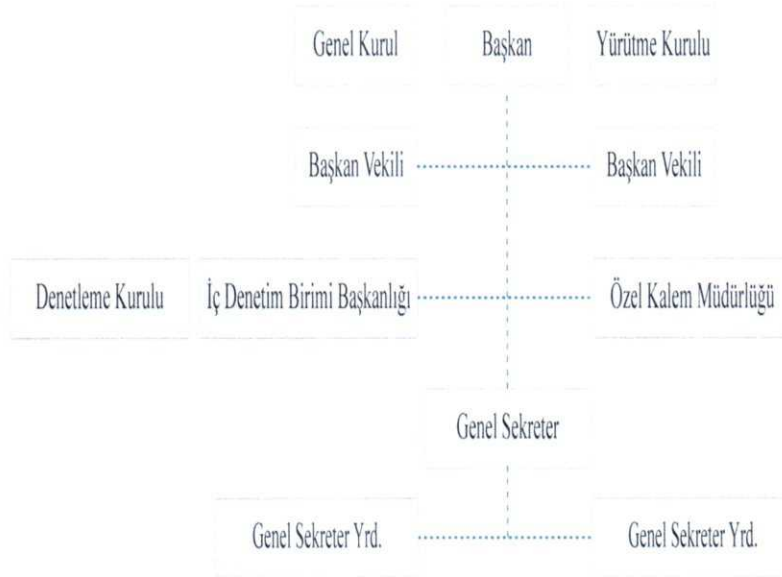 Genel Kurul
Başkan
Yürütme Kurulu
Başkan Vekili
Başkan Vekili
Denetleme Kurulu
İç Denetim Birimi Başkanlığı
Özel Kalem Müdürlüğü
Genel Sekreter
Genel Sekreter Yrd.
Genel Sekreter Yrd.